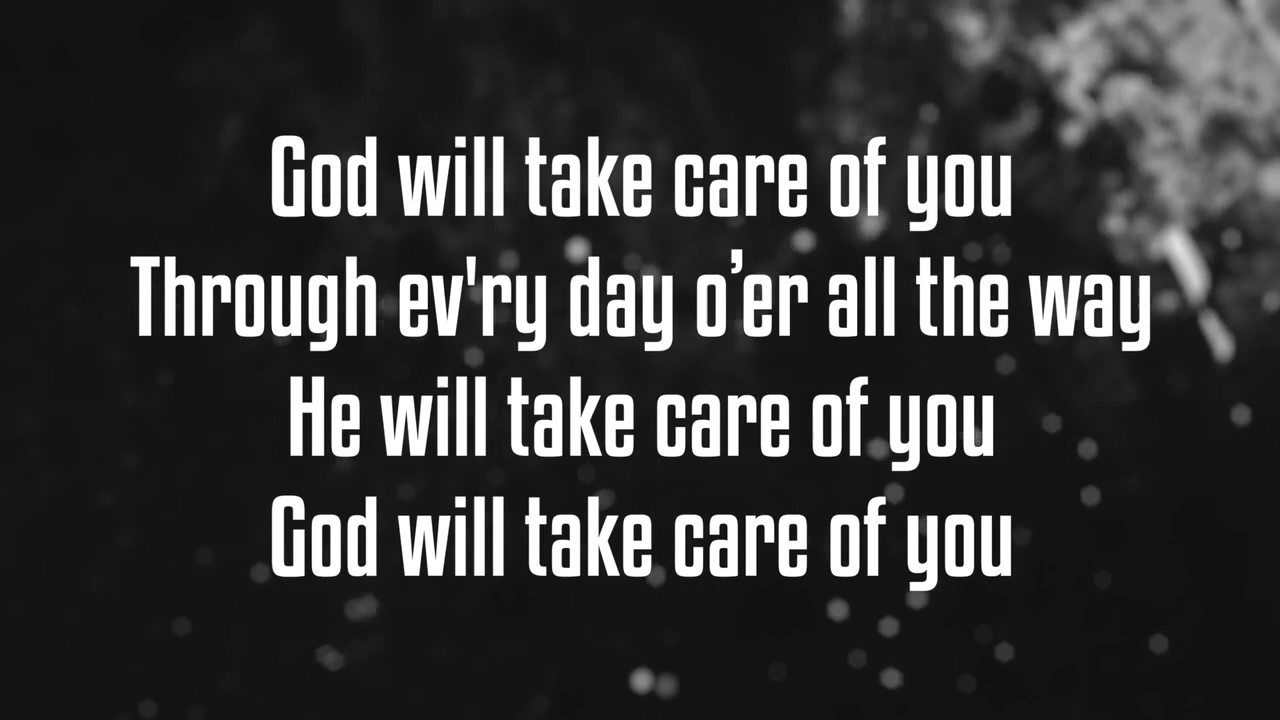 God will take care of you
Through ev'ry day o’er all the way
He will take care of you
God will take care of you